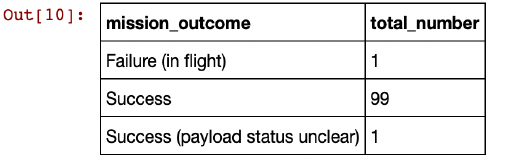 Out[10]: mission_outcome total_number
Failure (in flight) 1
Success 99
Success (payload status unclear) 1